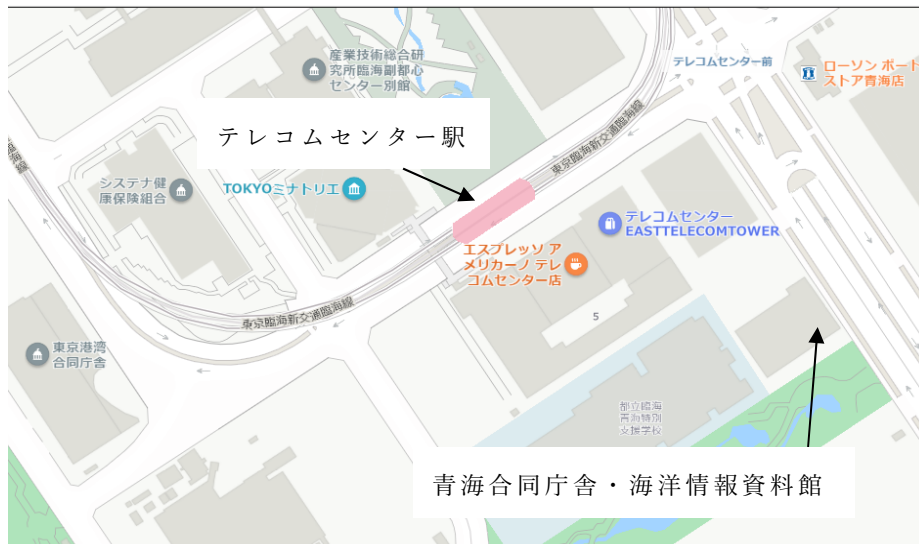 産業技術総合研
究所臨海副都心
センター別館
テレコムセンター前
ローソン ポート
ストア青海店
テレコムセンター駅
東京臨海新交通臨海線
臨海線
システナ健
康保険組合
TOKYOミナトリエ
テレコムセンター
EASTTELECOMTOWER
エスプレッソ ア
メリカーノ テレ
コムセンター店
5
東京臨海新交通臨海線
東京港湾
合同庁舎
都立臨海
青海特別
支援学校
青海合同庁舎・海洋情報資料館